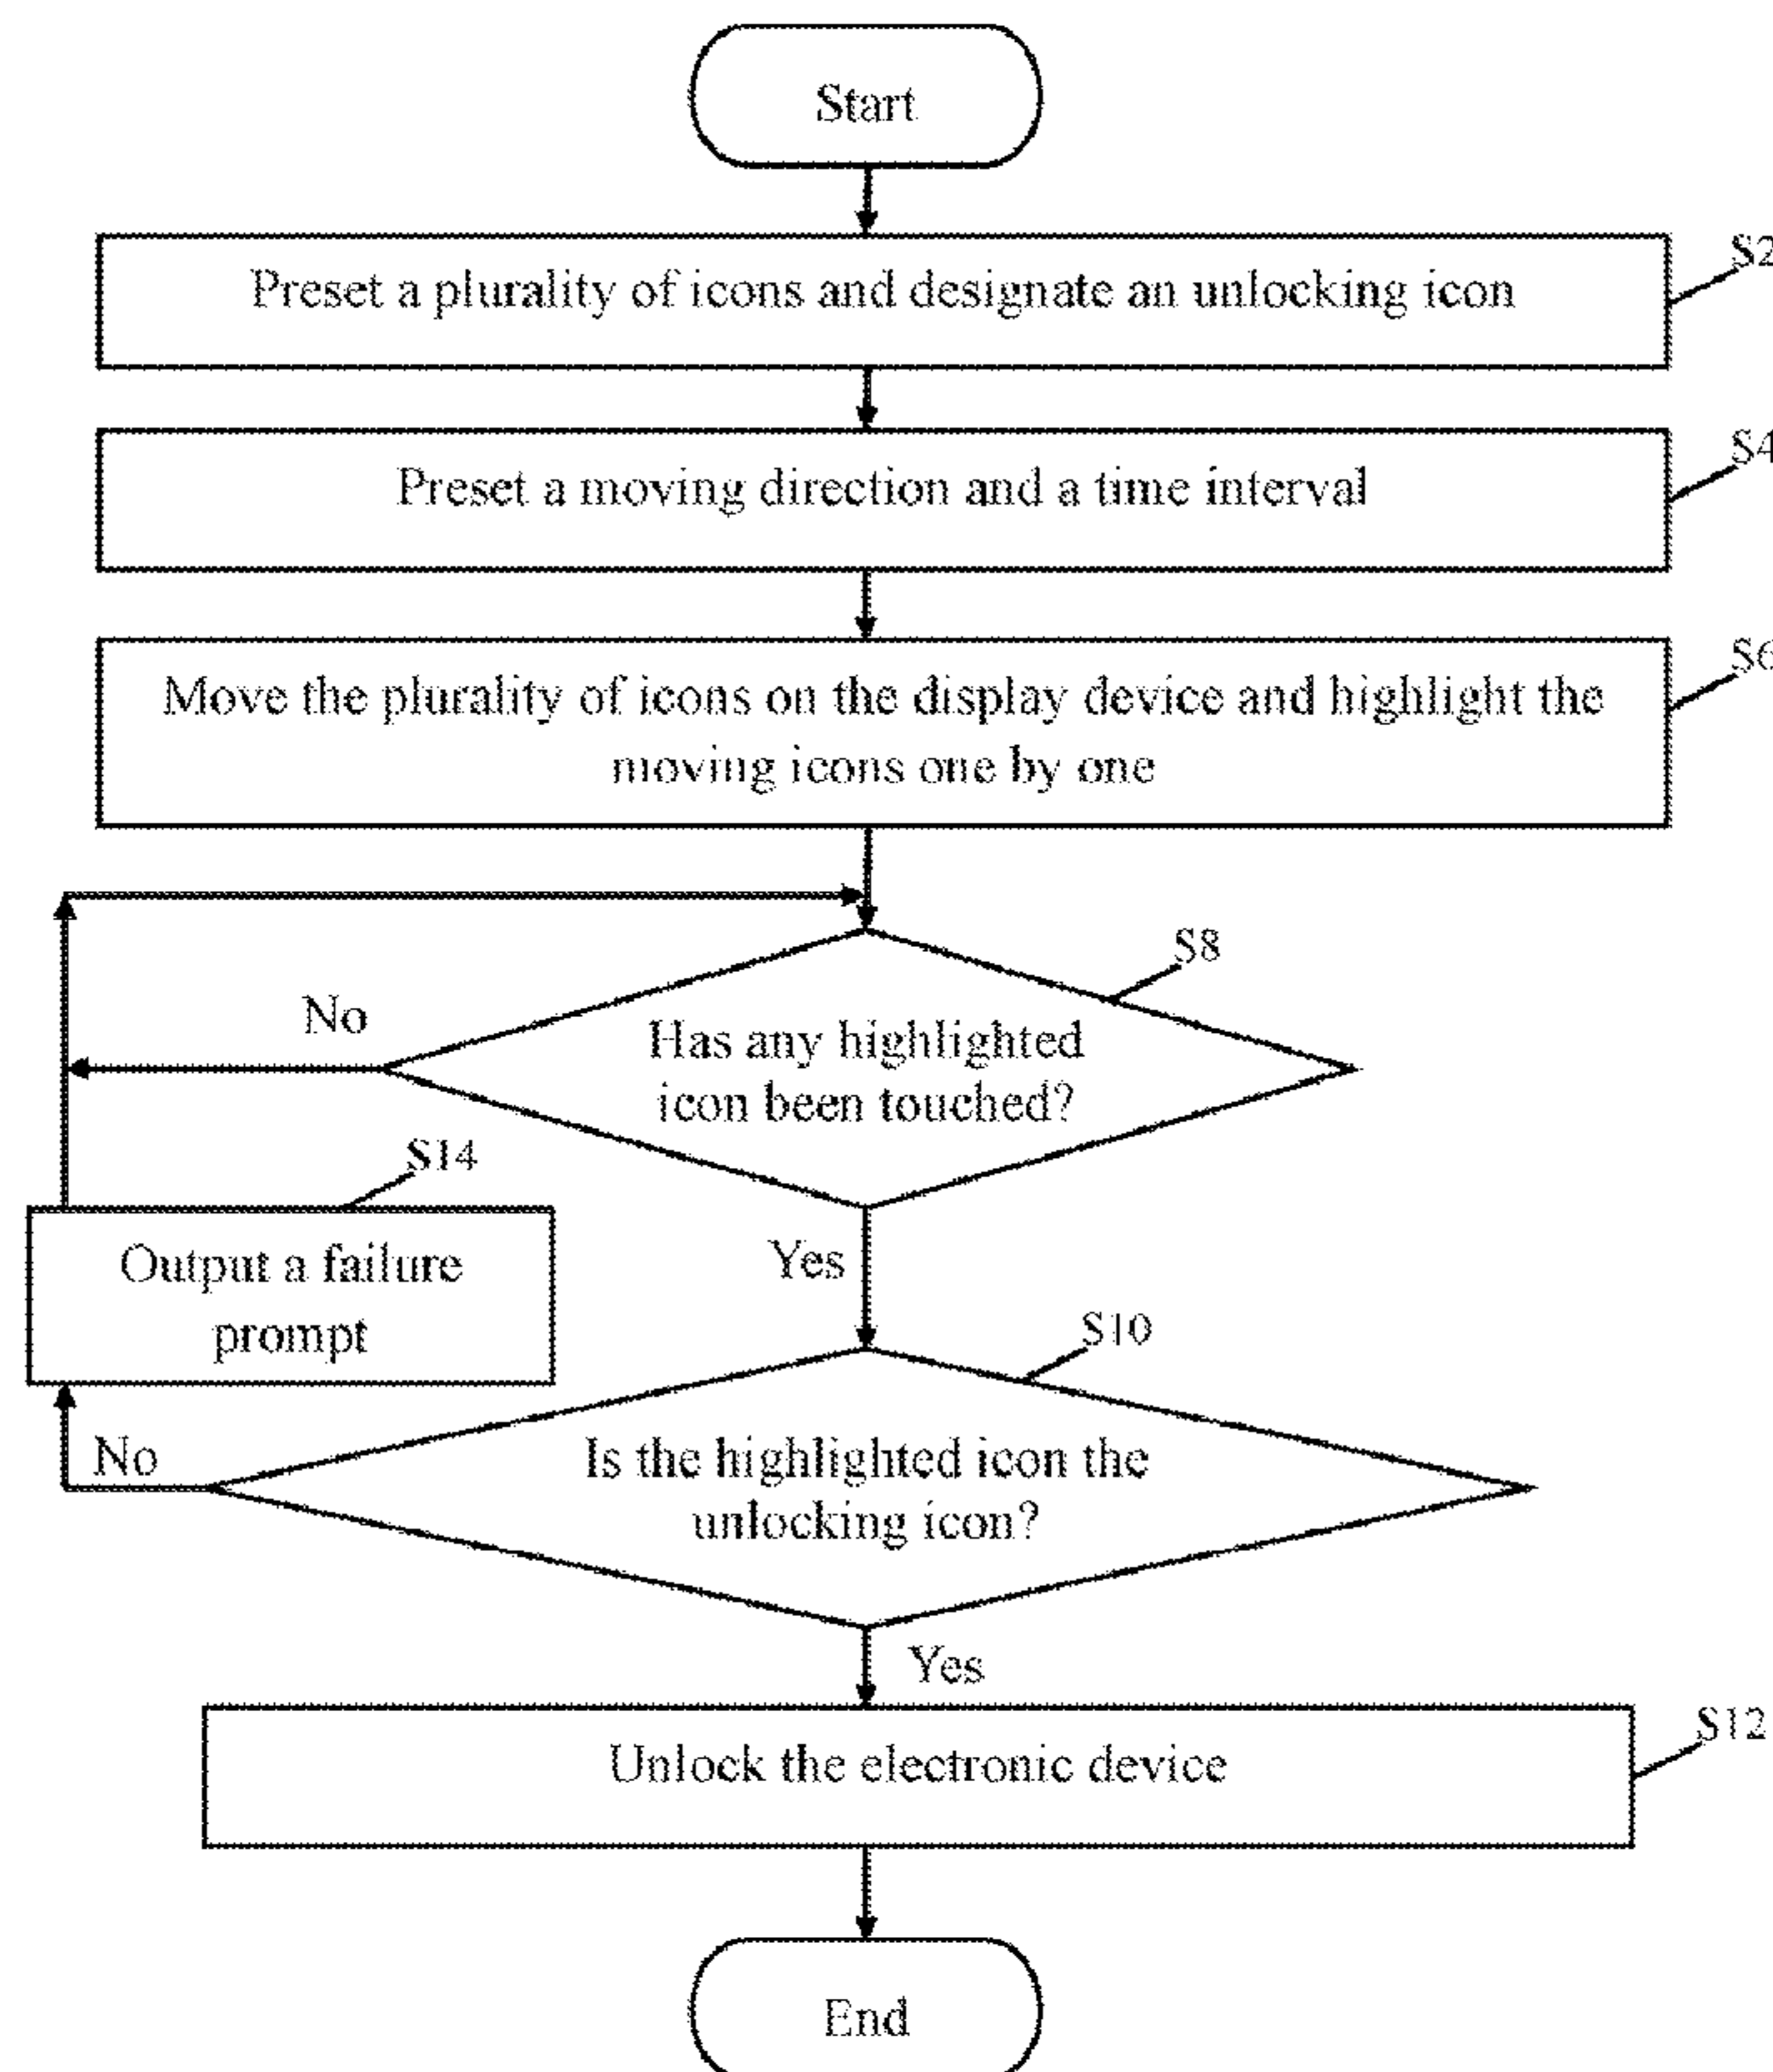 Start
S2
Preset a plurality of icons and designate an unlocking icon
S4
Preset a moving direction and a time interval
S6
Move the plurality of icons on the display device and highlight the
moving icons one by one
S8
No
Has any highlighted
icon been touched?
S14
Output a failure
prompt
Yes
S10
No
Is the highlighted icon the
unlocking icon?
Yes
S12
Unlock the electronic device
End